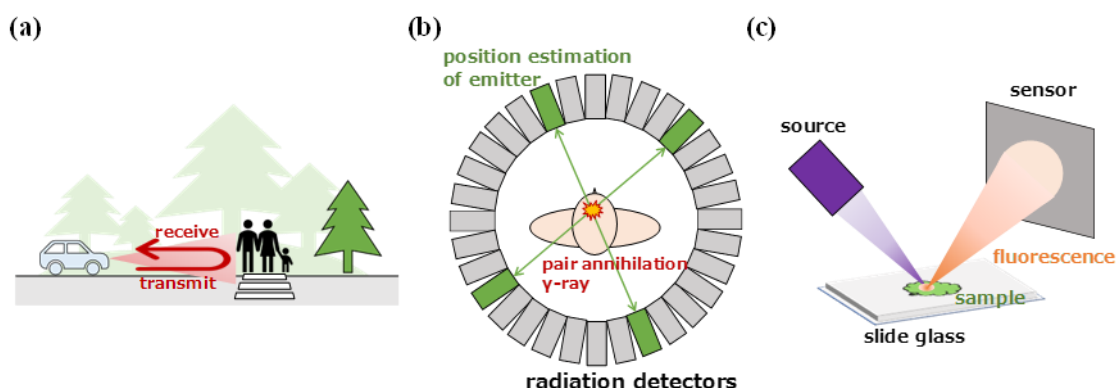 (a)
receive
transmit
(b)
position estimation
of emitter
pair annihilation
γ-ray
radiation detectors
(c)
sensor
source
fluorescence
sample
slide glass